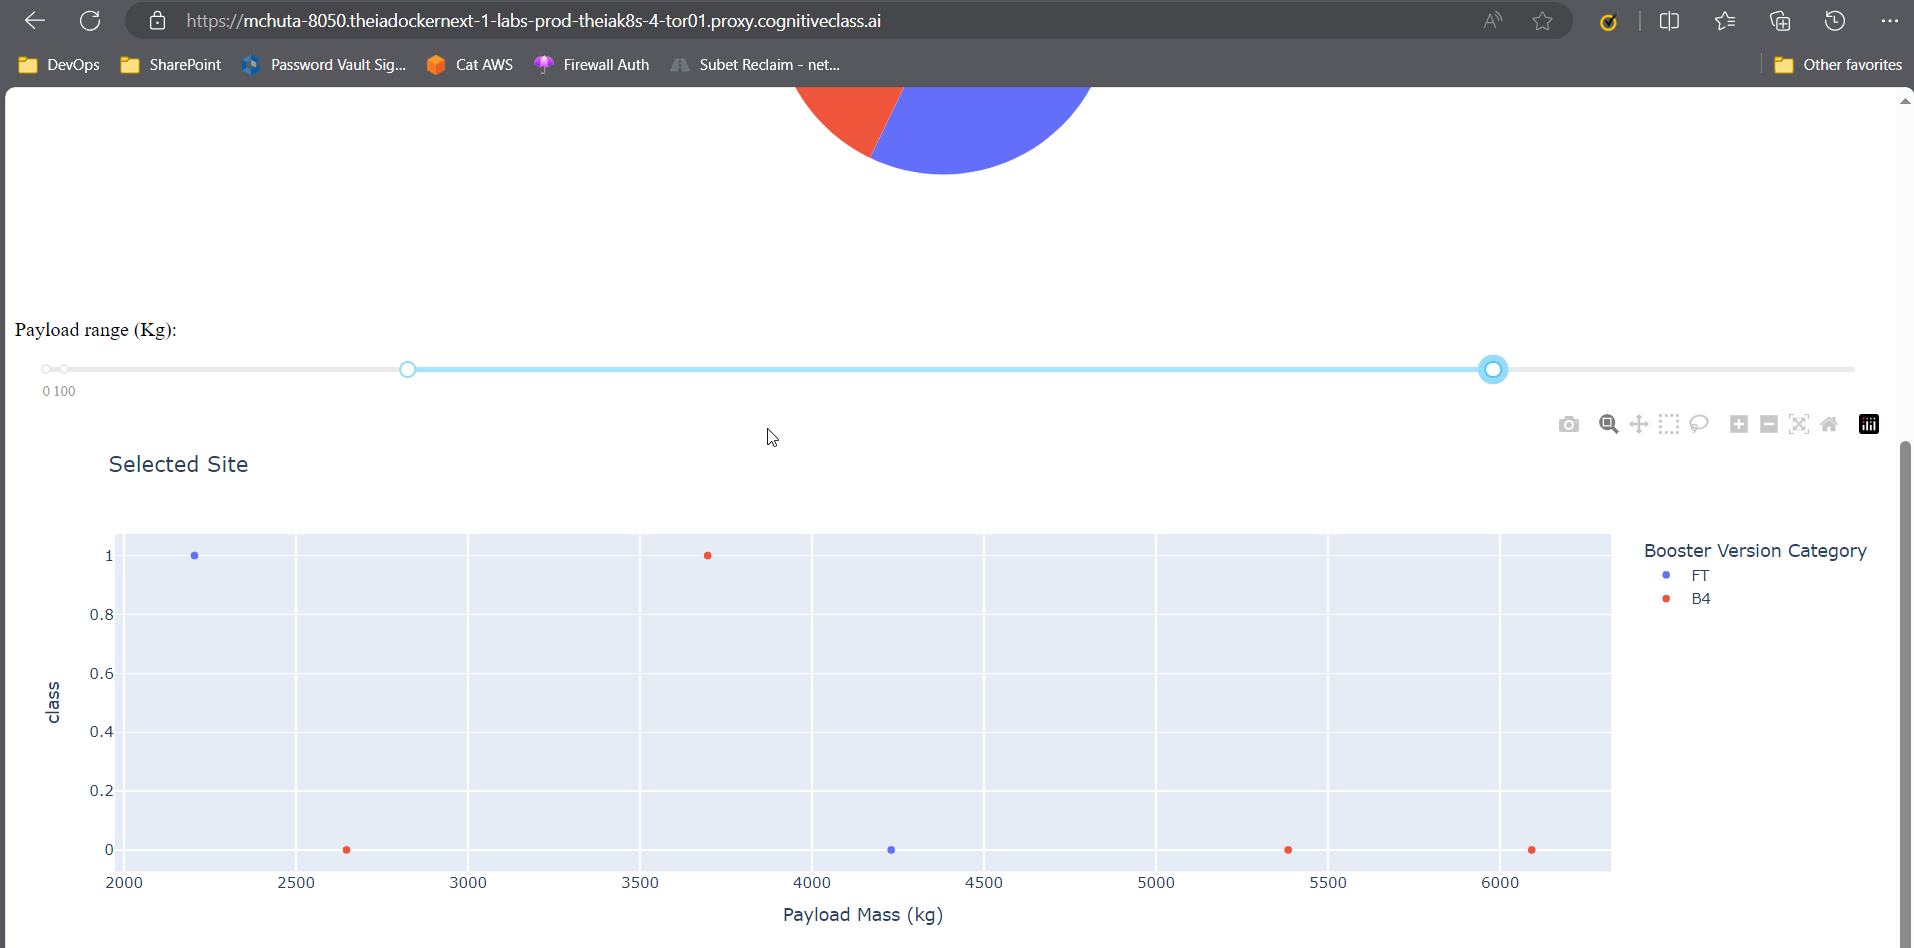 https://mchuta-8050.theiadockernext-1-labs-prod-theiak8s-4-tor01.proxy.cognitiveclass.ai
DevOps SharePoint Password Vault Sig... Cat AWS Firewall Auth Subet Reclaim - net... Other favorites
Payload range (Kg):
0 100
Selected Site
1
0.8
0.6
0.4
0.2
0
class
2000 2500 3000 3500 4000 4500 5000 5500 6000
Payload Mass (kg)
Booster Version Category
FT
B4